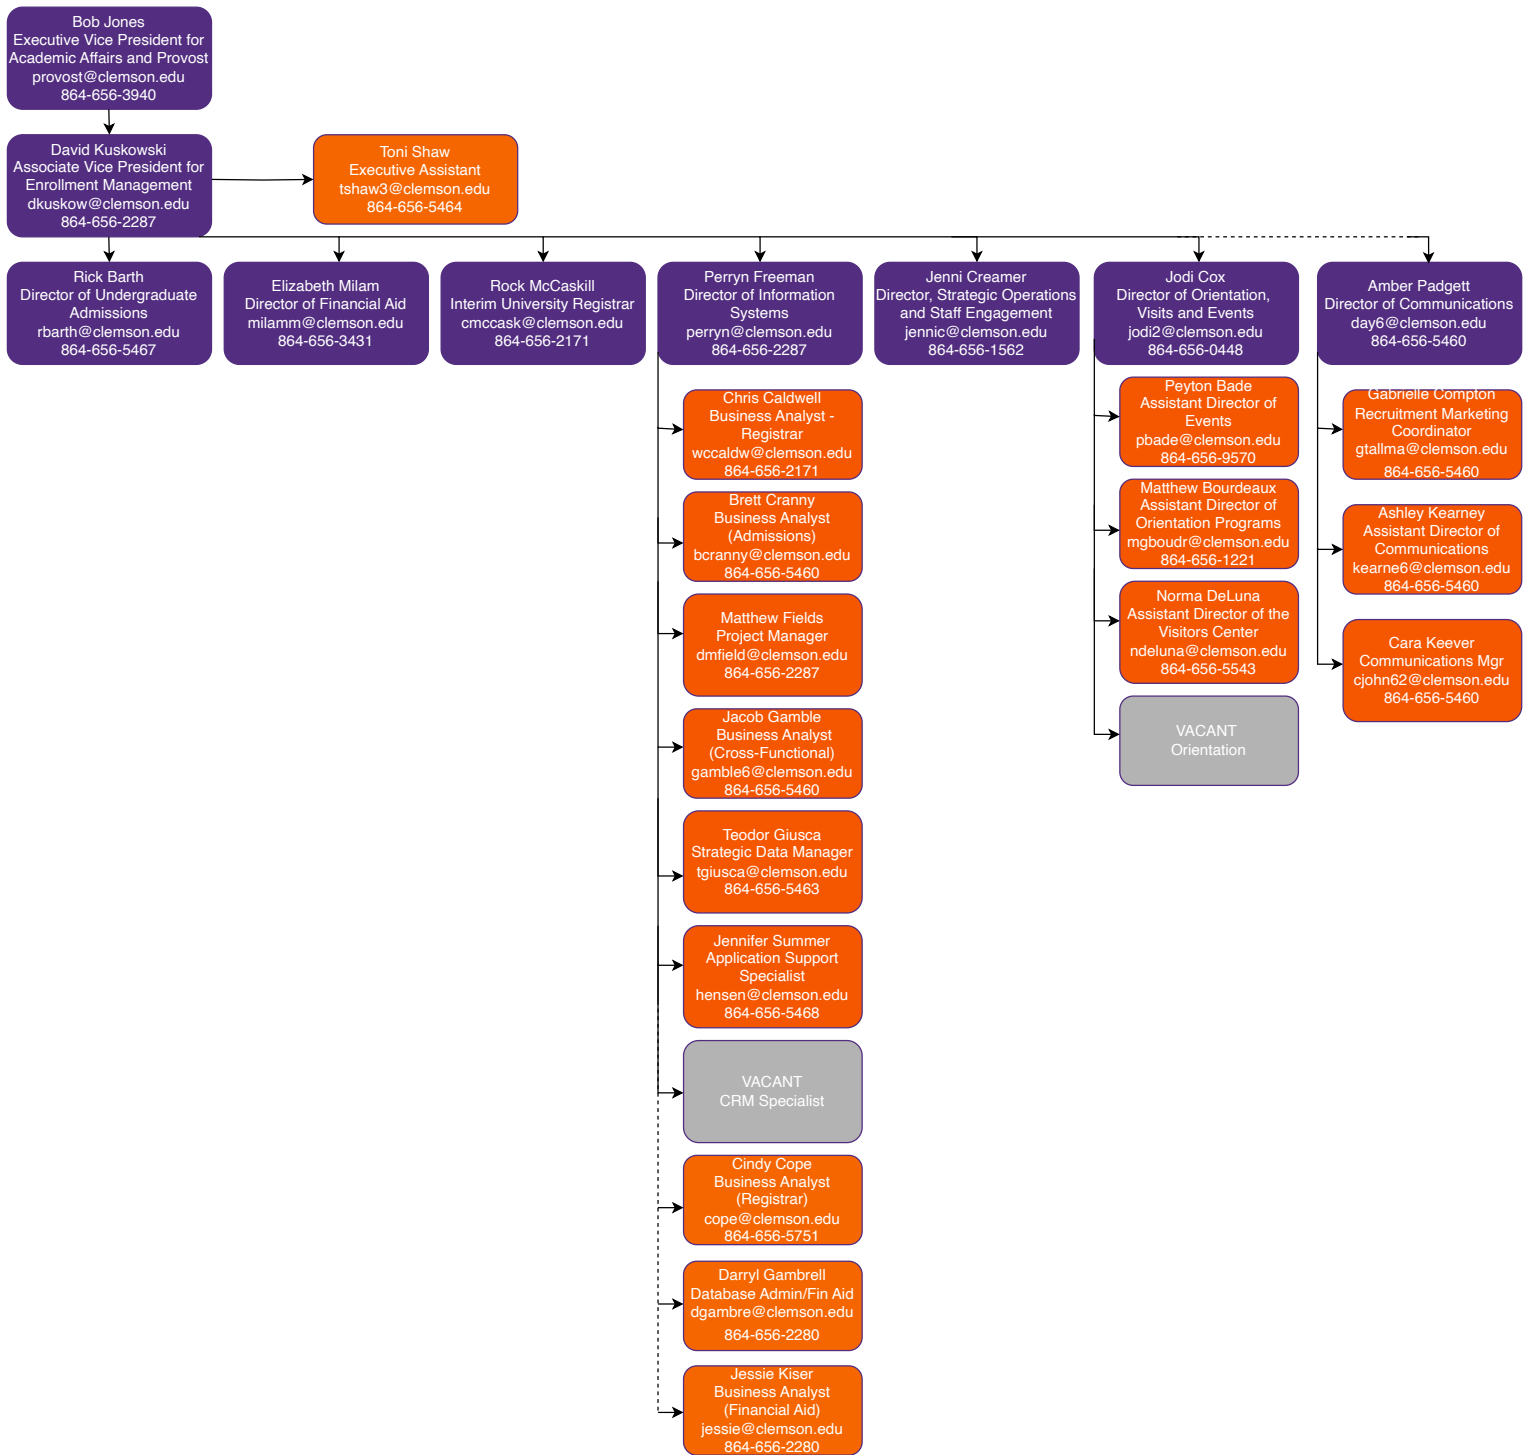 Bob Jones
Executive Vice President for
Academic Affairs and Provost
provost@clemson.edu
864-656-3940
David Kuskowski
Associate Vice President for
Enrollment Management
dkuskow@clemson.edu
864-656-2287
Toni Shaw
Executive Assistant
tshaw3@clemson.edu
864-656-5464
Rick Barth
Director of Undergraduate
Admissions
rbarth@clemson.edu
864-656-5467
Elizabeth Milam
Director of Financial Aid
milamm@clemson.edu
864-656-3431
Rock McCaskill
Interim University Registrar
cmccask@clemson.edu
864-656-2171
Perryn Freeman
Director of Information
Systems
perryn@clemson.edu
864-656-2287
Jenni Creamer
Director, Strategic Operations
and Staff Engagement
jennic@clemson.edu
864-656-1562
Jodi Cox
Director of Orientation,
Visits and Events
jodi2@clemson.edu
864-656-0448
Amber Padgett
Director of Communications
day6@clemson.edu
864-656-5460
Chris Caldwell
Business Analyst -
Registrar
wccaldw@clemson.edu
864-656-2171
Brett Cranny
Business Analyst
(Admissions)
bcranny@clemson.edu
864-656-5460
Matthew Fields
Project Manager
dmfield@clemson.edu
864-656-2287
Jacob Gamble
Business Analyst
(Cross-Functional)
gamble6@clemson.edu
864-656-5460
Teodor Giusca
Strategic Data Manager
tgiusca@clemson.edu
864-656-5463
Jennifer Summer
Application Support
Specialist
hensen@clemson.edu
864-656-5468
VACANT
CRM Specialist
Cindy Cope
Business Analyst
(Registrar)
cope@clemson.edu
864-656-5751
Darryl Gambrell
Database Admin/Fin Aid
dgambre@clemson.edu
864-656-2280
Jessie Kiser
Business Analyst
(Financial Aid)
jessie@clemson.edu
864-656-2280
Peyton Bade
Assistant Director of
Events
pbade@clemson.edu
864-656-9570
Matthew Bourdeaux
Assistant Director of
Orientation Programs
mgboudr@clemson.edu
864-656-1221
Norma DeLuna
Assistant Director of the
Visitors Center
ndeluna@clemson.edu
864-656-5543
VACANT
Orientation
Gabrielle Compton
Recruitment Marketing
Coordinator
gtallma@clemson.edu
864-656-5460
Ashley Kearney
Assistant Director of
Communications
kearne6@clemson.edu
864-656-5460
Cara Keever
Communications Mgr
cjohn62@clemson.edu
864-656-5460